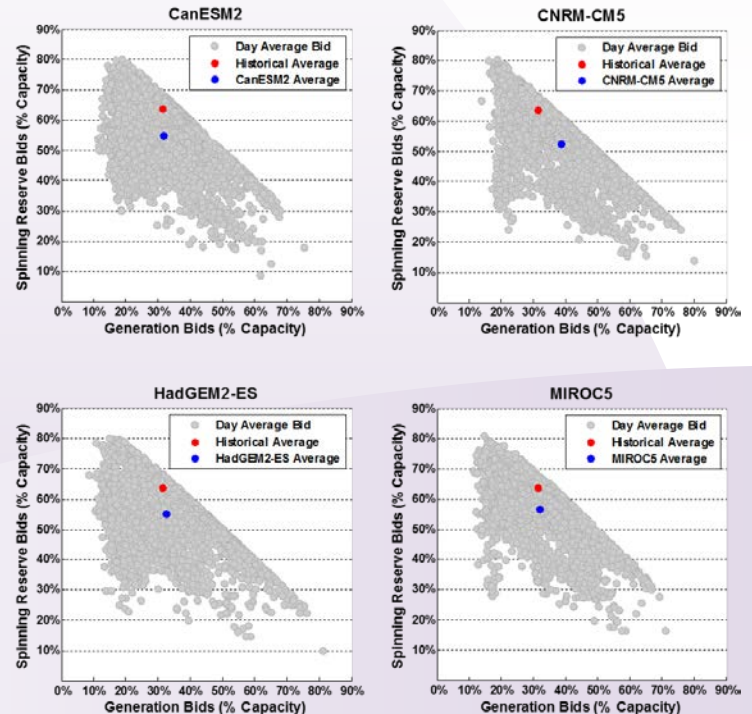 CanESM2
90%
80%
70%
60%
50%
40%
30%
20%
10%
Spinning Reserve Bids (% Capacity)
Day Average Bid
Historical Average
CanESM2 Average
0% 10% 20% 30% 40% 50% 60% 70% 80% 90%
Generation Bids (% Capacity)
CNRM-CM5
90%
80%
70%
60%
50%
40%
30%
20%
10%
Spinning Reserve Bids (% Capacity)
Day Average Bid
Historical Average
CNRM-CM5 Average
0% 10% 20% 30% 40% 50% 60% 70% 80% 90%
Generation Bids (% Capacity)
HadGEM2-ES
90%
80%
70%
60%
50%
40%
30%
20%
10%
Spinning Reserve Bids (% Capacity)
Day Average Bid
Historical Average
HadGEM2-ES Average
0% 10% 20% 30% 40% 50% 60% 70% 80% 90%
Generation Bids (% Capacity)
MIROC5
90%
80%
70%
60%
50%
40%
30%
20%
10%
Spinning Reserve Bids (% Capacity)
Day Average Bid
Historical Average
MIROC5 Average
0% 10% 20% 30% 40% 50% 60% 70% 80% 90%
Generation Bids (% Capacity)